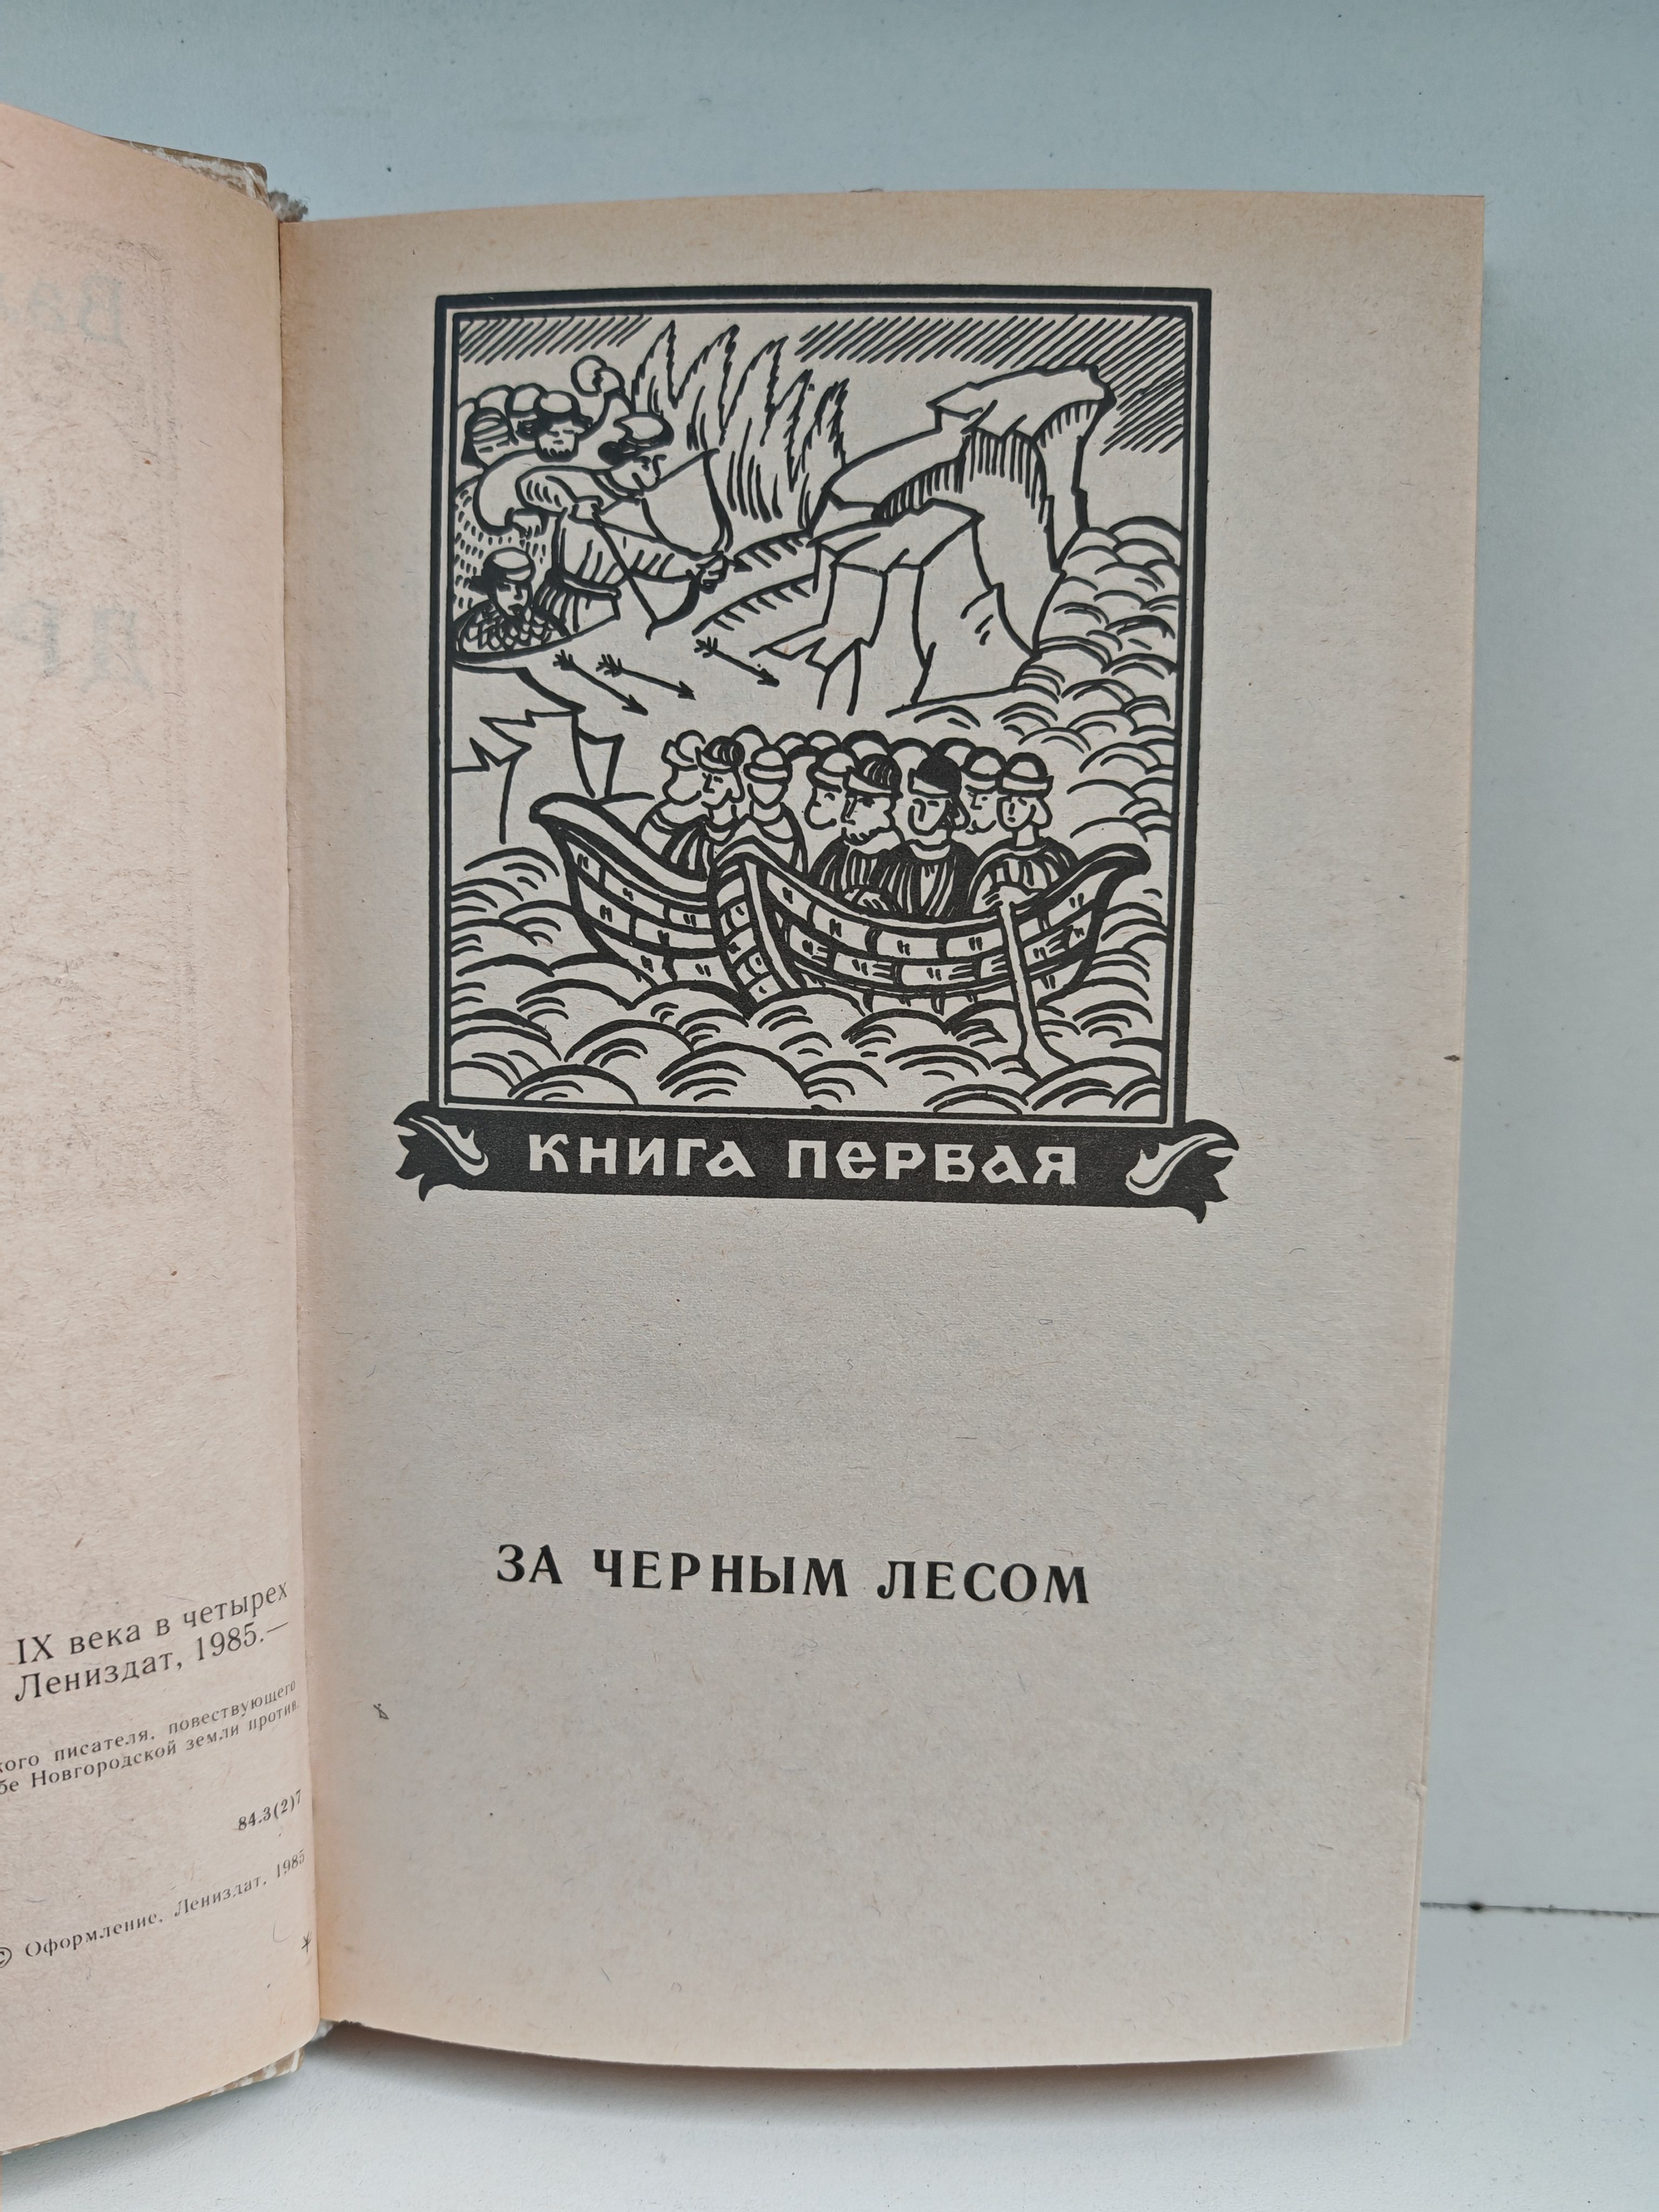 IX века в четырех
Лениздат, 1985.—
кого писателя, повествующего
бе Новгородской земли против
84.3(2)7
© Оформление, Лениздат, 1985
КНИГА ПЕРВАЯ
ЗА ЧЕРНЫМ ЛЕСОМ